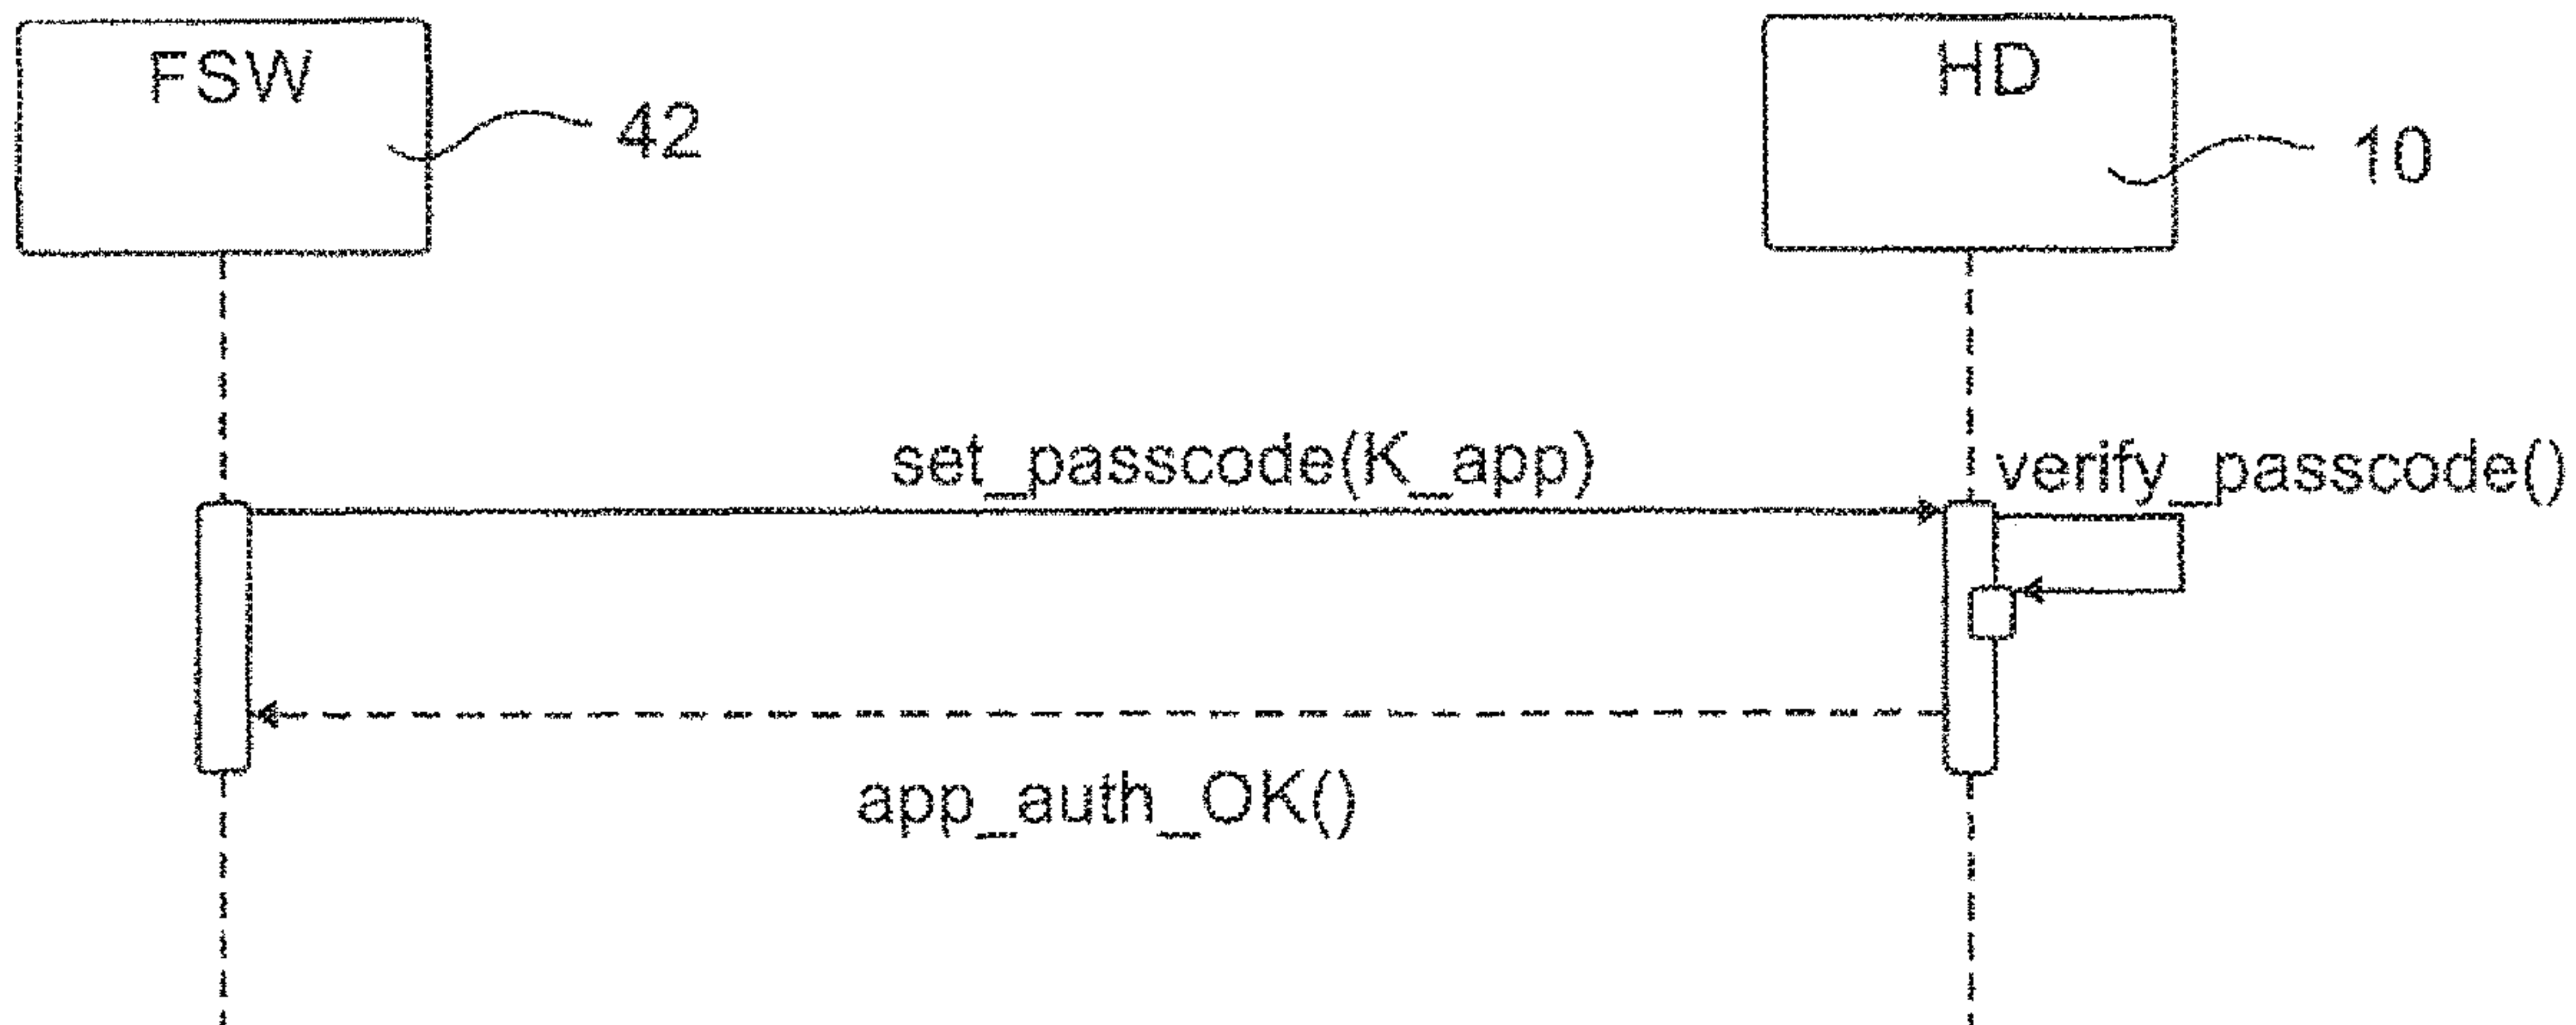 FSW
HD
42
10
set_passcode(K_app)
verify_passcode()
app_auth_OK()